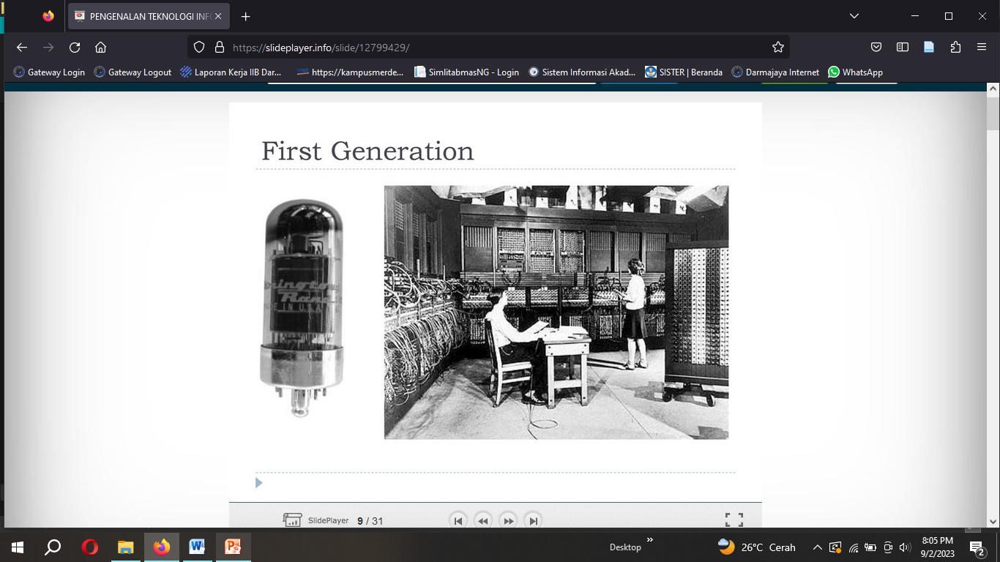 PENGENALAN TEKNOLOGI INFO
https://slideplayer.info/slide/12799429/
Gateway Login
Gateway Logout
Laporan Kerja IIB Dar...
https://kampusmerde...
SimlitabmasNG - Login
Sistem Informasi Akad...
SISTER | Beranda
Darmajaya Internet
WhatsApp
First Generation
SlidePlayer 9 / 31
Desktop
26°C Cerah
8:05 PM
9/2/2023
2